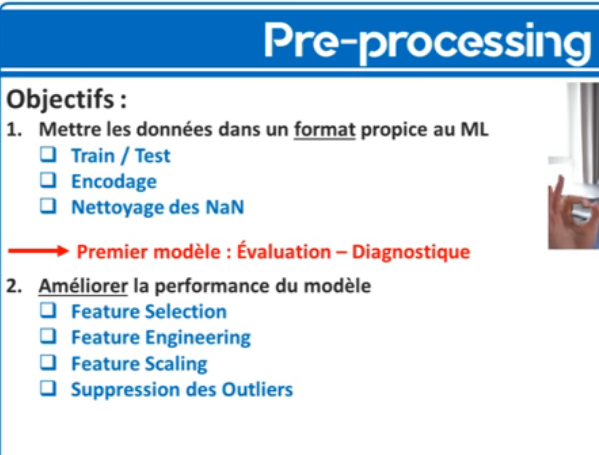 Pre-processing
Objectifs :
1. Mettre les données dans un format propice au ML
❑ Train / Test
❑ Encodage
❑ Nettoyage des NaN
Premier modèle : Évaluation – Diagnostique
2. Améliorer la performance du modèle
❑ Feature Selection
❑ Feature Engineering
❑ Feature Scaling
❑ Suppression des Outliers